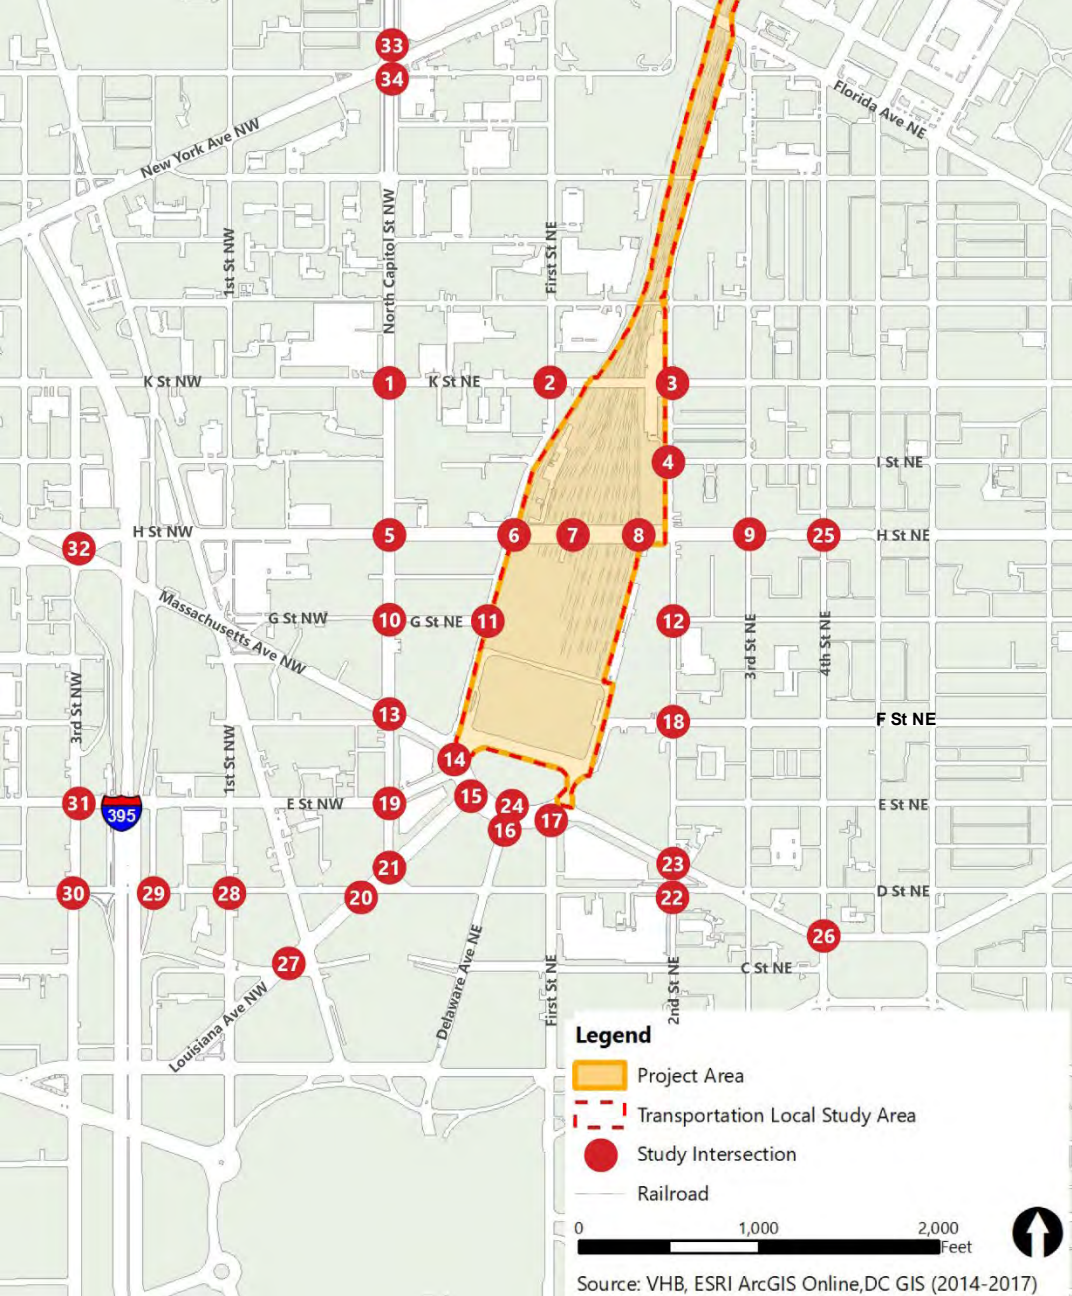 33
34
New York Ave NW
Florida Ave NE
1st St NW
North Capitol St NW
First St NE
K St NW
1
K St NE
2
3
4
I St NE
H St NW
32
5
6
7
8
9
25
H St NE
Massachusetts Ave NW
G St NW
10
G St NE
11
12
3rd St NE
4th St NE
3rd St NW
13
18
F St NE
1st St NW
14
15
31
395
E St NW
19
24
16
17
E St NE
21
23
30
29
28
20
22
D St NE
26
27
Louisiana Ave NW
Delaware Ave NE
First St NE
2nd St NE
C St NE
Legend
Project Area
Transportation Local Study Area
Study Intersection
Railroad
0 1,000 2,000
Feet
Source: VHB, ESRI ArcGIS Online,DC GIS (2014-2017)